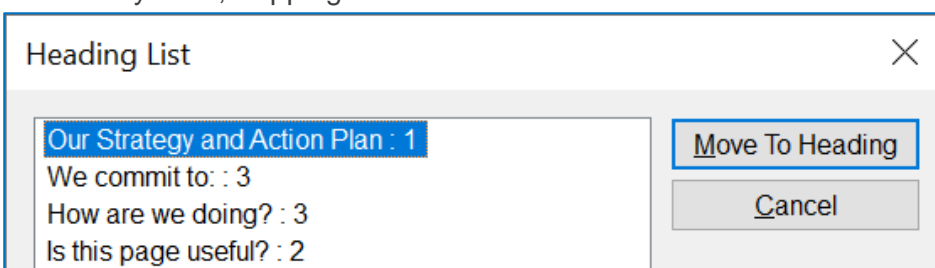 Heading List
Our Strategy and Action Plan : 1
We commit to: : 3
How are we doing? : 3
Is this page useful? : 2
Move To Heading
Cancel